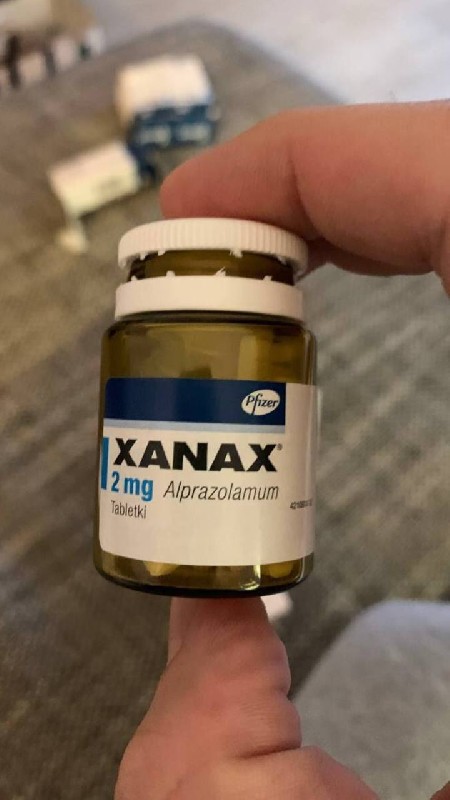 Pfizer
XANAX®
2 mg Alprazolamum
Tabletki